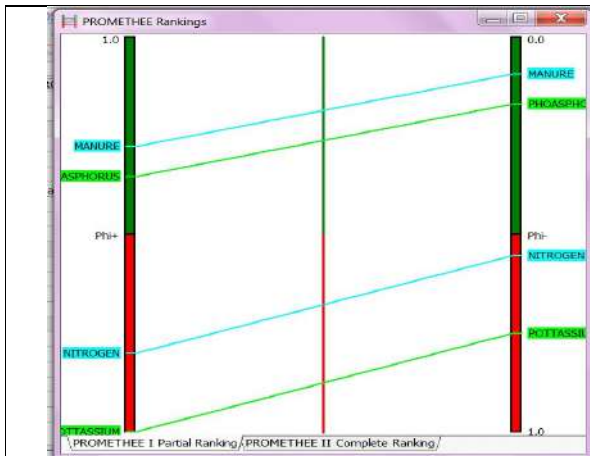 PROMETHEE Rankings
1.0
0.0
MANURE
MANURE
PHOASPHO
ASPHORUS
Phi+
Phi-
NITROGEN
NITROGEN
POTTASSIU
OTTASSIUM
1.0
PROMETHEE I Partial Ranking PROMETHEE II Complete Ranking